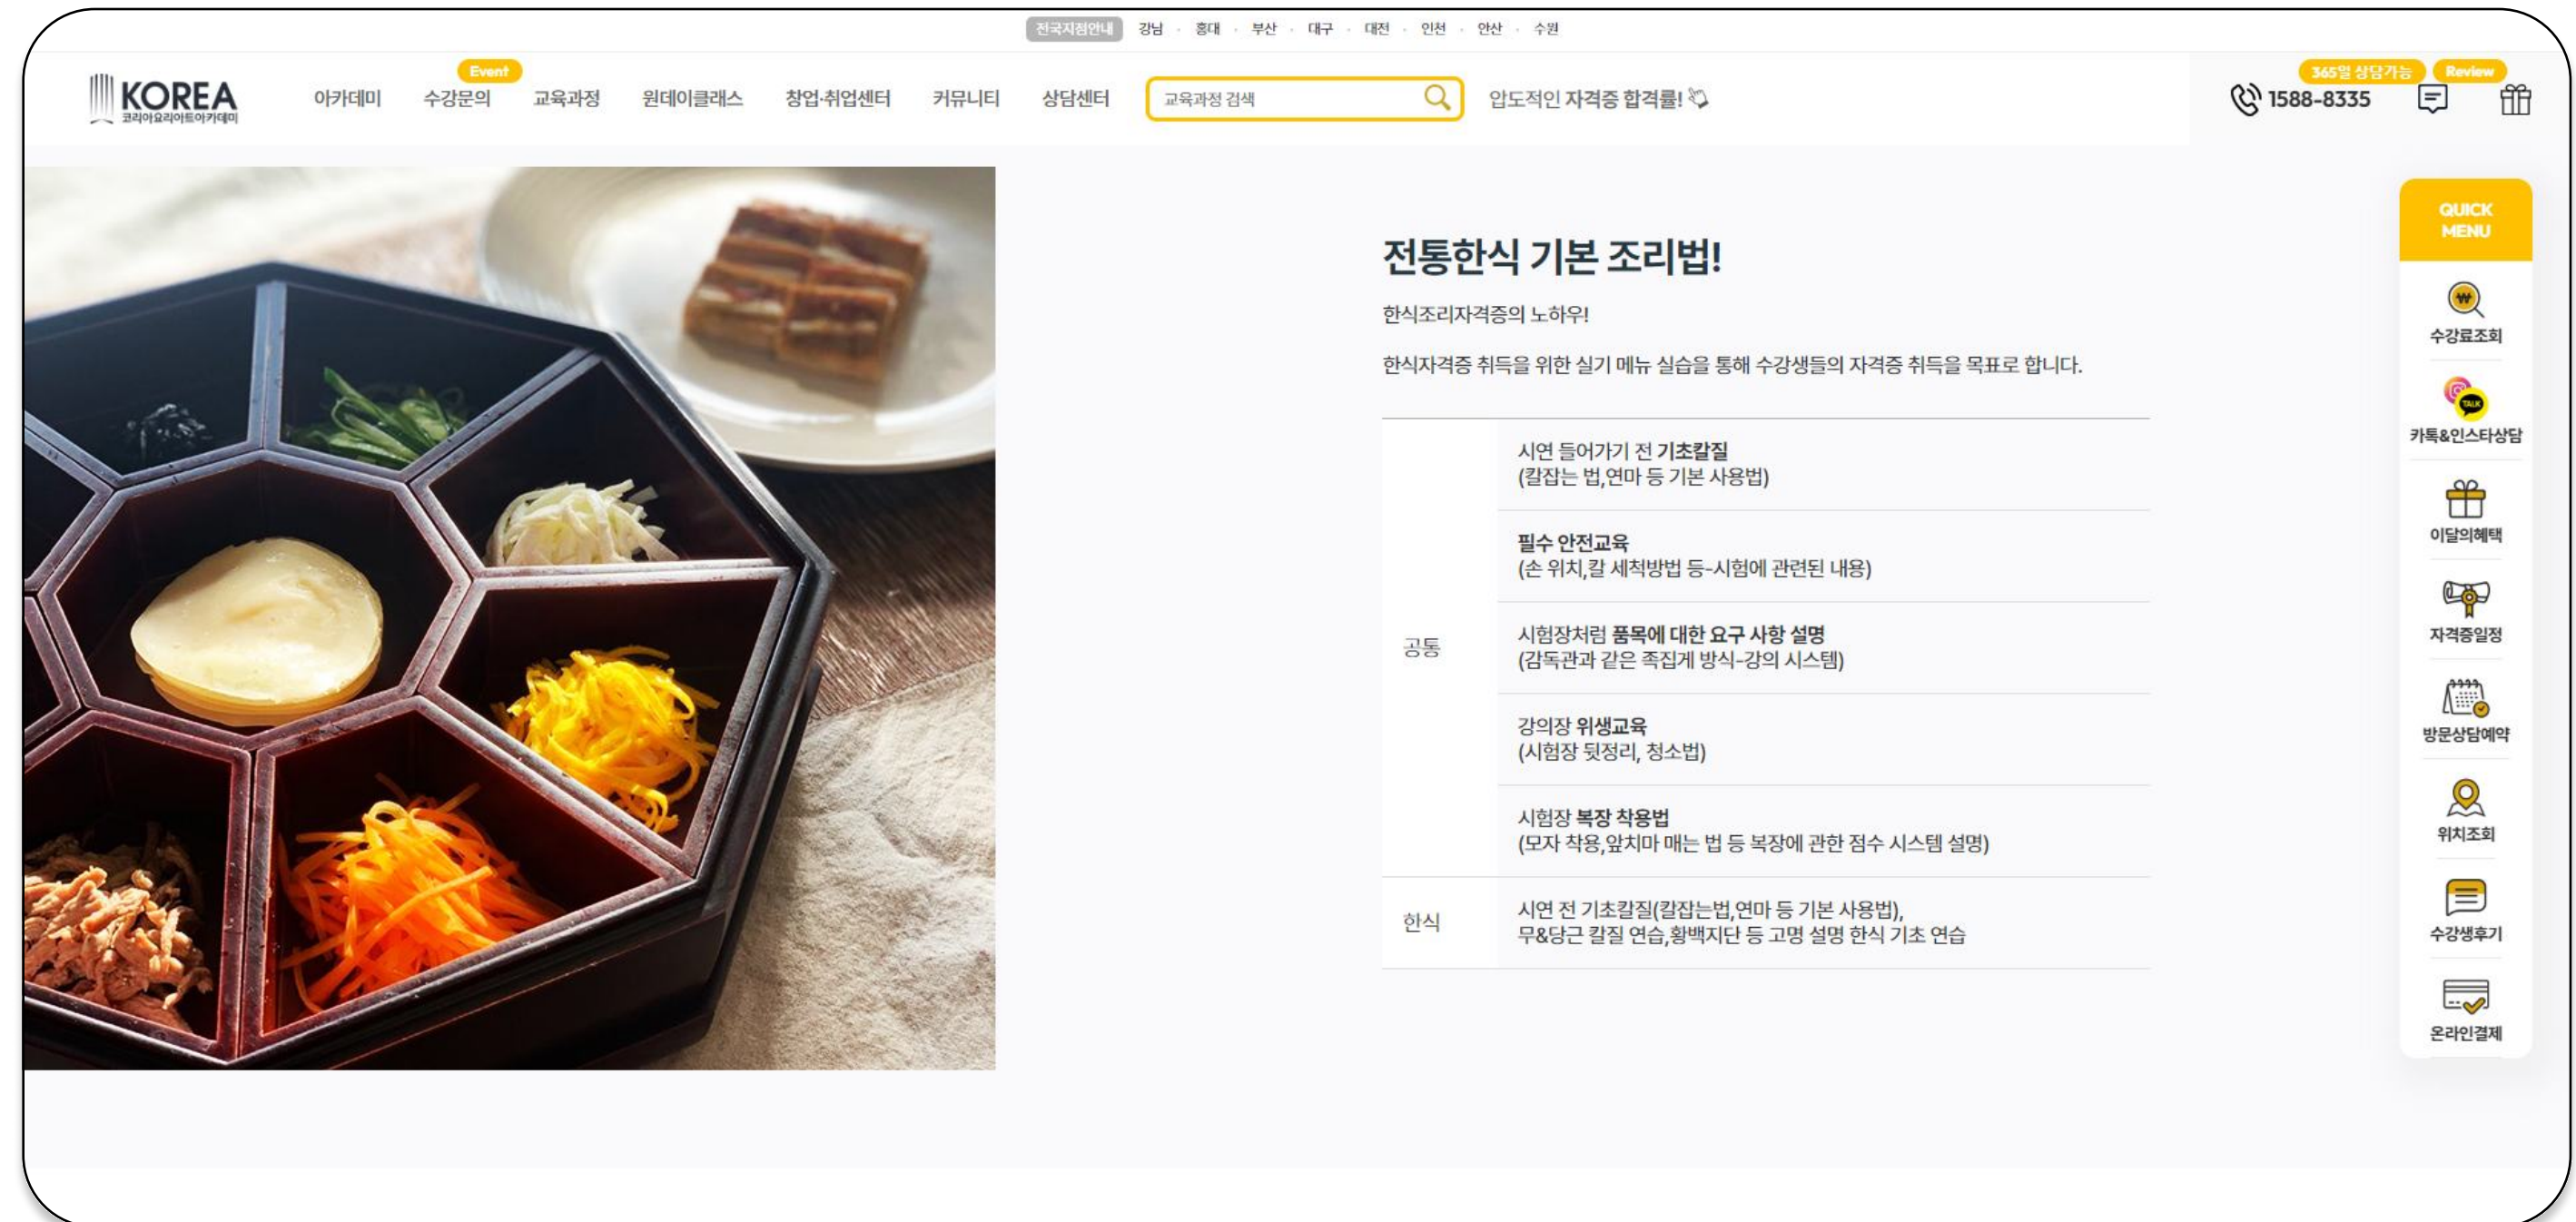 전국지점안내 강남 · 홍대 · 부산 · 대구 · 대전 · 인천 · 안산 · 수원
Event
365일 상담가능 Review
KOREA
코리아요리아트아카데미
아카데미 수강문의 교육과정 원데이클래스 창업·취업센터 커뮤니티 상담센터 교육과정 검색 압도적인 자격증 합격률! 1588-8335
전통한식 기본 조리법!
한식조리자격증의 노하우!
한식자격증 취득을 위한 실기 메뉴 실습을 통해 수강생들의 자격증 취득을 목표로 합니다.
공통
시연 들어가기 전 기초칼질
(칼잡는 법,연마 등 기본 사용법)
필수 안전교육
(손 위치,칼 세척방법 등-시험에 관련된 내용)
시험장처럼 품목에 대한 요구 사항 설명
(감독관과 같은 족집게 방식-강의 시스템)
강의장 위생교육
(시험장 뒷정리, 청소법)
시험장 복장 착용법
(모자 착용,앞치마 매는 법 등 복장에 관한 점수 시스템 설명)
한식
시연 전 기초칼질(칼잡는법,연마 등 기본 사용법),
무&당근 칼질 연습,황백지단 등 고명 설명 한식 기초 연습
QUICK
MENU
수강료조회
TALK
카톡&인스타상담
이달의혜택
자격증일정
방문상담예약
위치조회
수강생후기
온라인결제